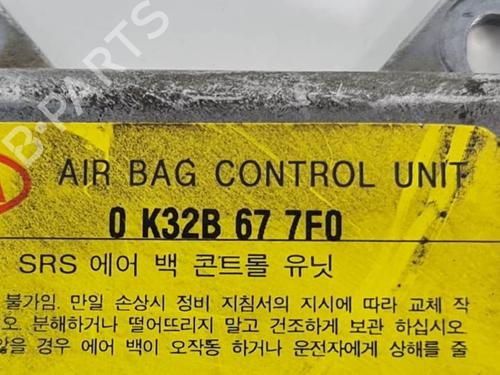 B-PARTS
AIR BAG CONTROL UNIT
0 K32B 67 7F0
SRS 에어 백 콘트롤 유닛
불가임. 만일 손상시 정비 지침서의 지시에 따라 교체 작
오. 분해하거나 떨어뜨리지 말고 건조하게 보관 하십시오
않을 경우 에어 백이 오작동 하거나 운전자에게 상해를 줄